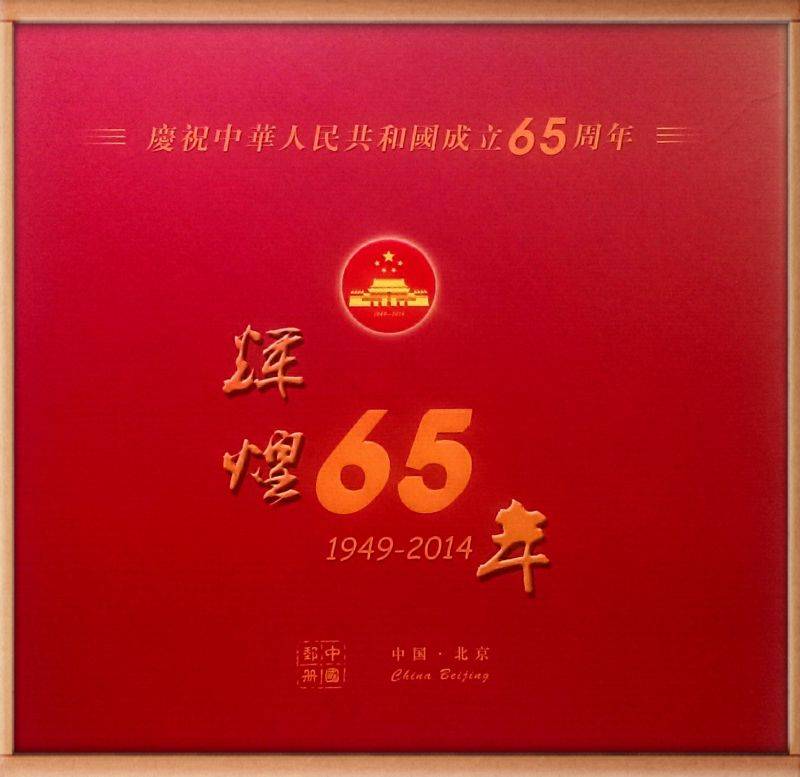 慶祝中華人民共和國成立65周年
1949-2014
輝煌65年
1949-2014
中國郵册
中国·北京
China Beijing